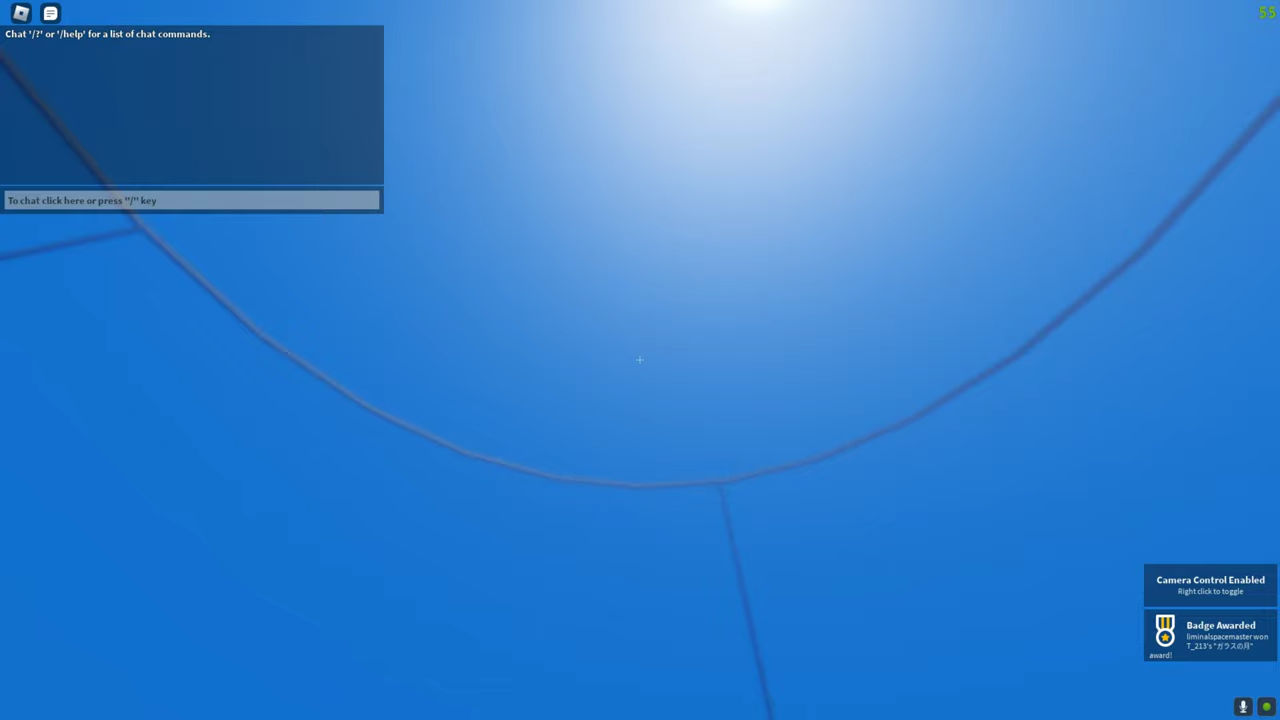 Chat '/?' or '/help' for a list of chat commands.
To chat click here or press "/" key
55
Camera Control Enabled
Right click to toggle
Badge Awarded
liminalspacemaster won
T_213's "ガラスの月"
award!